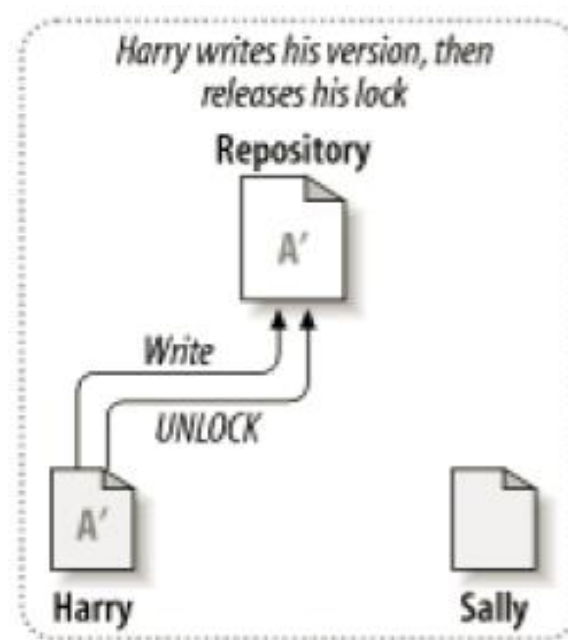 Harry writes his version, then
releases his lock
Repository
A′
Write
UNLOCK
A′
Harry
Sally